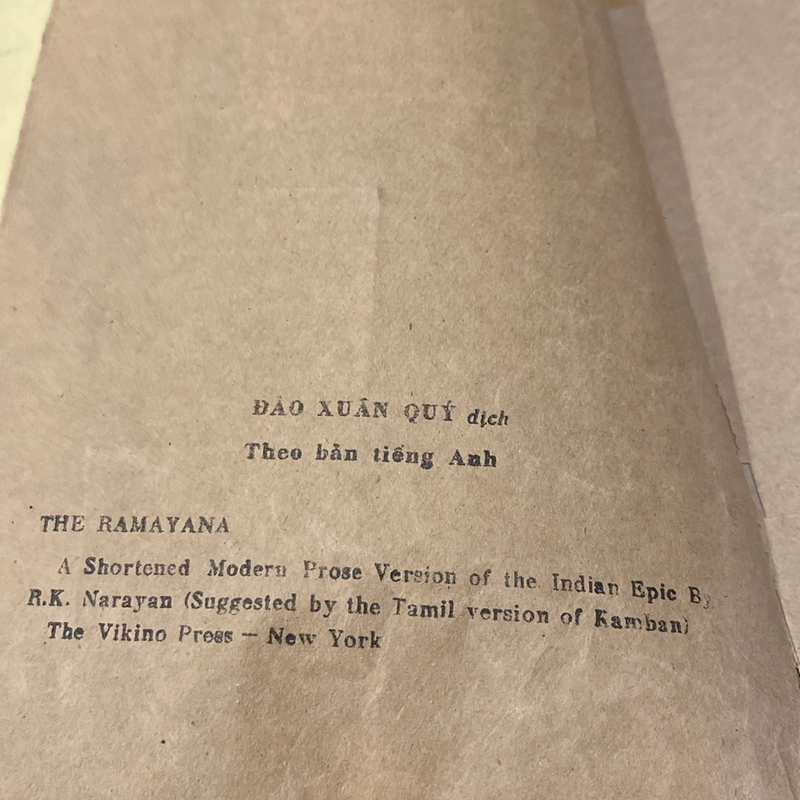 ĐÀO XUÂN QUÝ dịch
Theo bản tiếng Anh
THE RAMAYANA
A Shortened Modern Prose Version of the Indian Epic By
R.K. Narayan (Suggested by the Tamil version of Kamban)
The Vikino Press — New York